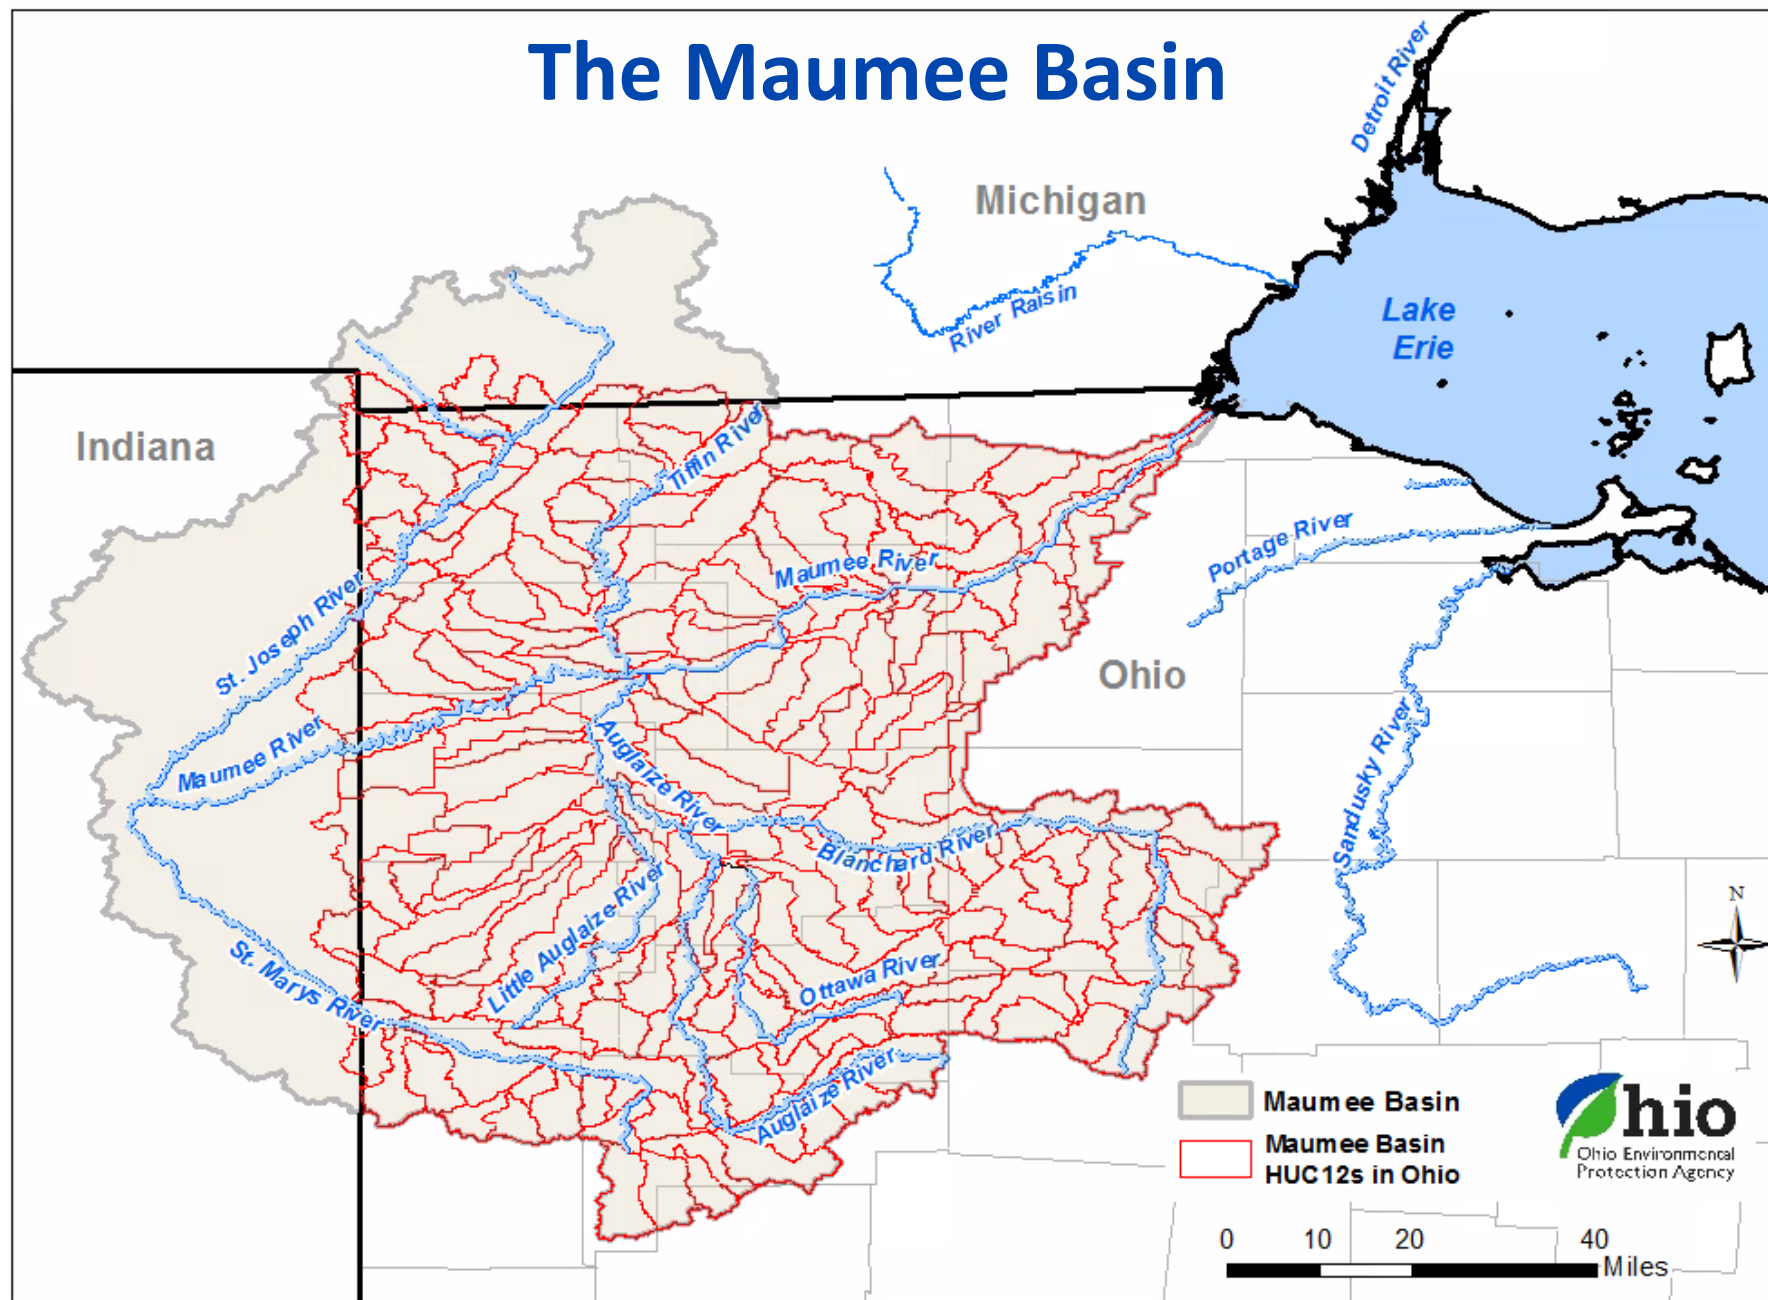 The Maumee Basin
Detroit River
Michigan
River Raisin
Lake
Erie
Indiana
Tiffin River
Portage River
Maumee River
St. Joseph River
Ohio
Maumee River
Auglaize River
Sandusky River
Blanchard River
Little Auglaize River
St. Marys River
Ottawa River
Auglaize River
N
Maumee Basin
Maumee Basin
HUC12s in Ohio
Ohio
Ohio Environmental
Protection Agency
0 10 20 40
Miles